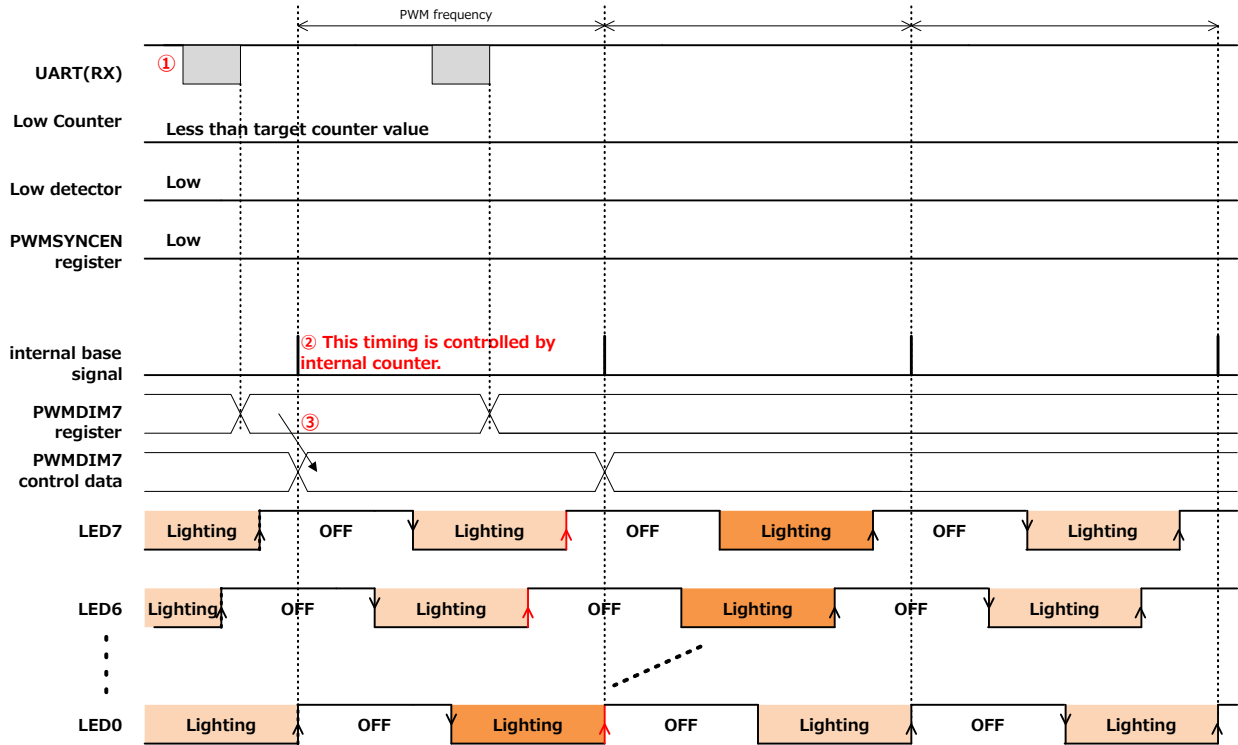 PWM frequency
UART(RX)
①
Low Counter
Less than target counter value
Low detector
Low
PWMSYNCEN
register
Low
internal base
signal
② This timing is controlled by
internal counter.
PWMDIM7
register
③
PWMDIM7
control data
LED7 Lighting OFF Lighting OFF Lighting OFF Lighting
LED6 Lighting OFF Lighting OFF Lighting OFF Lighting
LED0 Lighting OFF Lighting OFF Lighting OFF Lighting